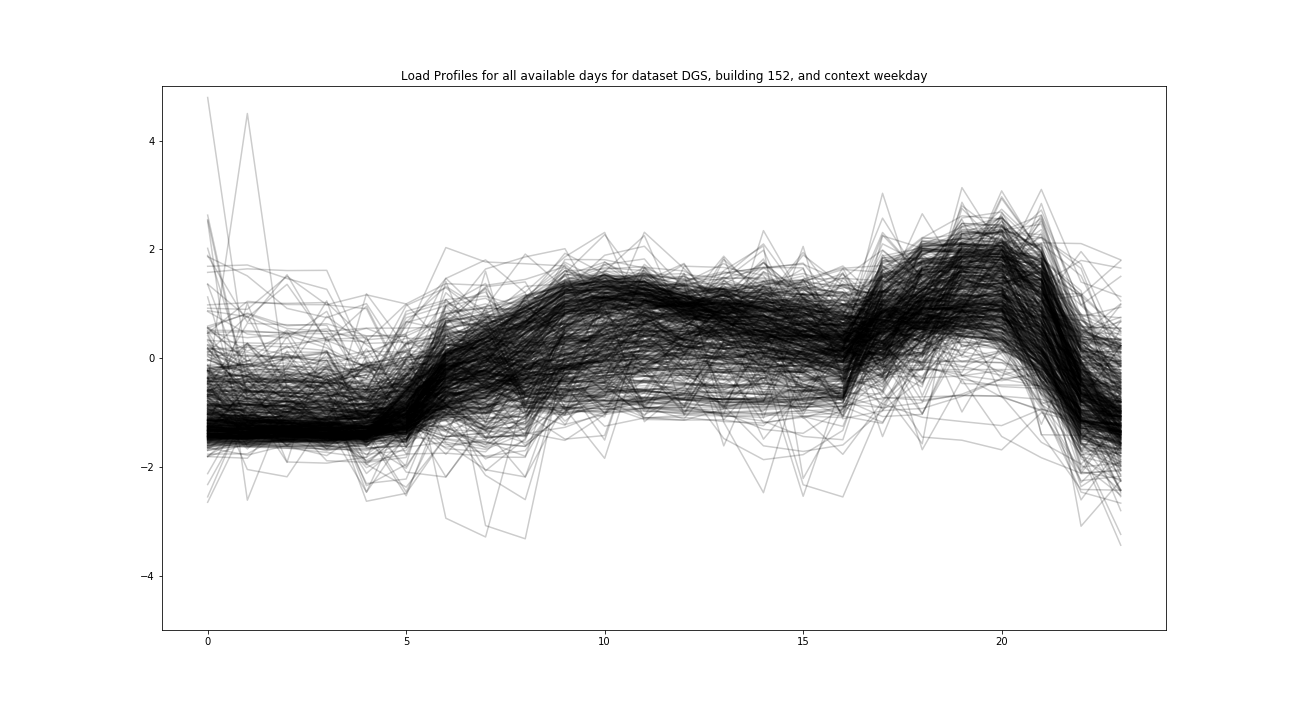 Load Profiles for all available days for dataset DGS, building 152, and context weekday
4
2
0
−2
−4
0 5 10 15 20